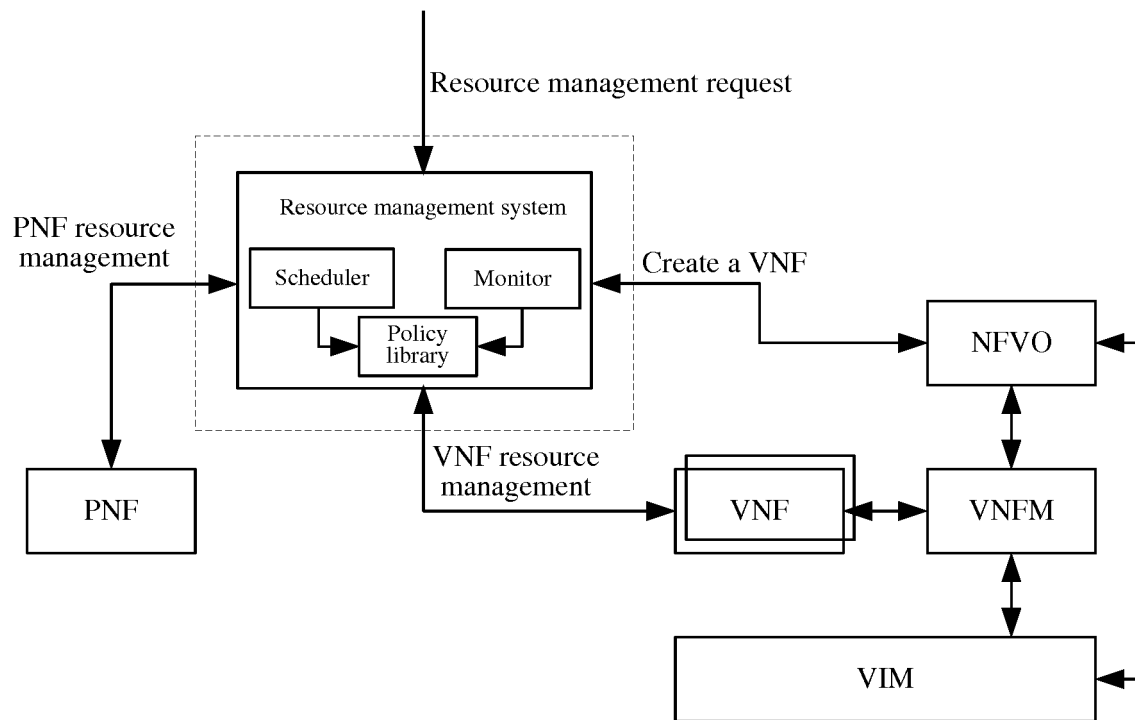 Resource management request
Resource management system
PNF resource
management
Scheduler
Monitor
Create a VNF
Policy
library
NFVO
VNF resource
management
PNF
VNF
VNFM
VIM